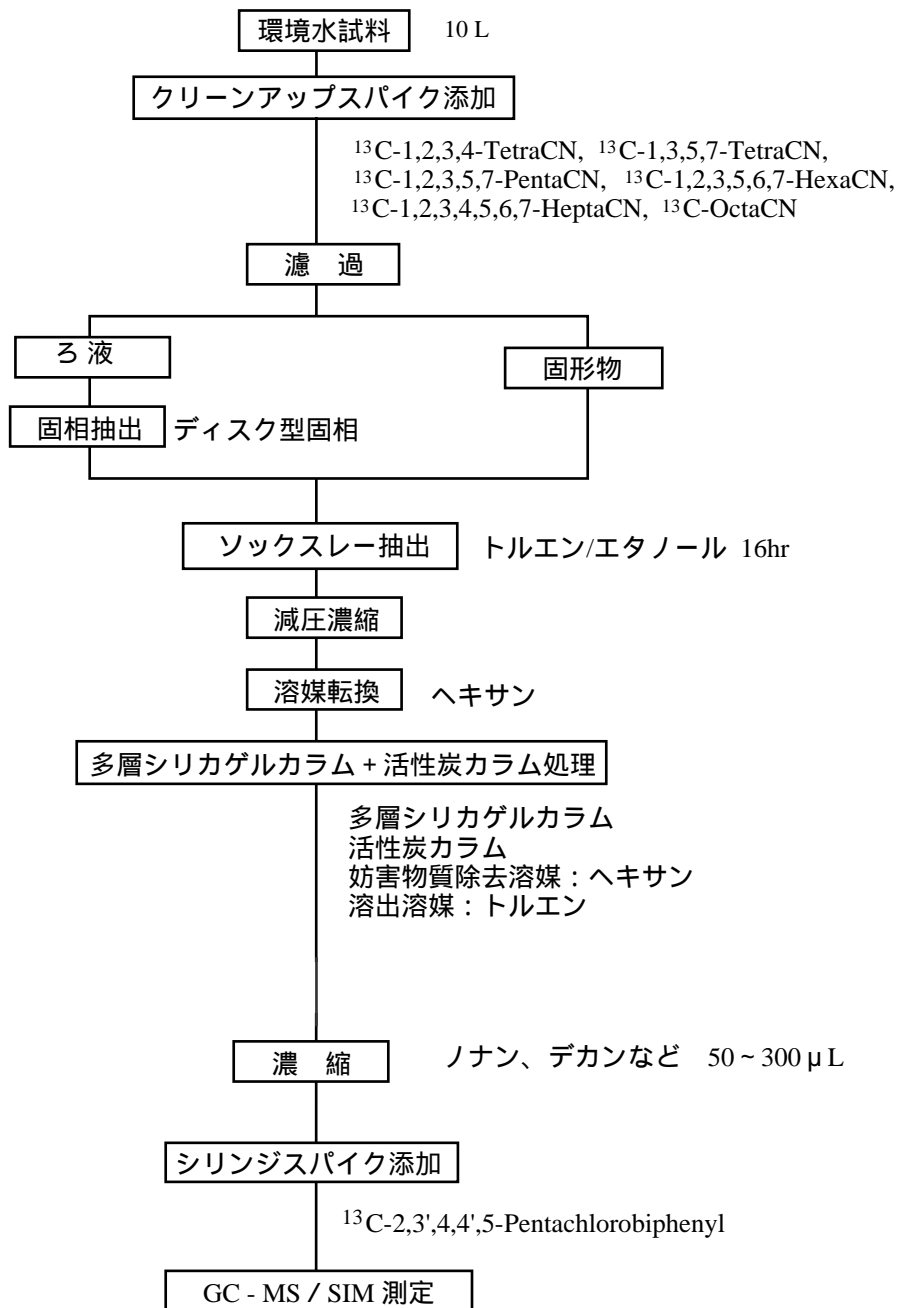 環境水試料 10 L
クリーンアップスパイク添加
¹³C-1,2,3,4-TetraCN, ¹³C-1,3,5,7-TetraCN,
¹³C-1,2,3,5,7-PentaCN, ¹³C-1,2,3,5,6,7-HexaCN,
¹³C-1,2,3,4,5,6,7-HeptaCN, ¹³C-OctaCN
濾 過
ろ 液
固形物
固相抽出 ディスク型固相
ソックスレー抽出 トルエン/エタノール 16hr
減圧濃縮
溶媒転換 ヘキサン
多層シリカゲルカラム + 活性炭カラム処理
多層シリカゲルカラム
活性炭カラム
妨害物質除去溶媒：ヘキサン
溶出溶媒：トルエン
濃 縮 ノナン、デカンなど 50 ~ 300 μ L
シリンジスパイク添加
¹³C-2,3',4,4',5-Pentachlorobiphenyl
GC - MS / SIM 測定